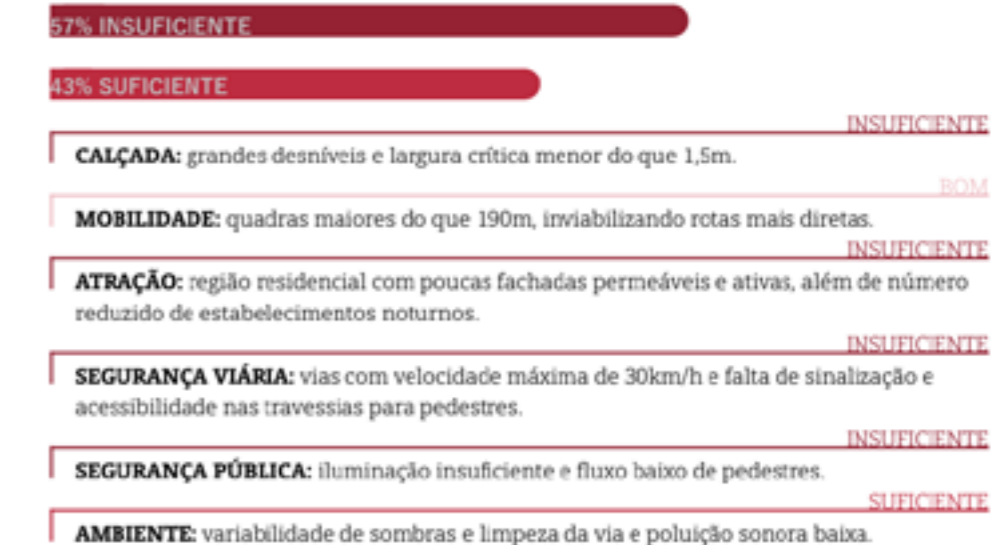 57% INSUFICIENTE
43% SUFICIENTE
INSUFICIENTE
CALÇADA: grandes desníveis e largura crítica menor do que 1,5m.
BOM
MOBILIDADE: quadras maiores do que 190m, inviabilizando rotas mais diretas.
INSUFICIENTE
ATRAÇÃO: região residencial com poucas fachadas permeáveis e ativas, além de número
reduzido de estabelecimentos noturnos.
INSUFICIENTE
SEGURANÇA VIÁRIA: vias com velocidade máxima de 30km/h e falta de sinalização e
acessibilidade nas travessias para pedestres.
INSUFICIENTE
SEGURANÇA PÚBLICA: iluminação insuficiente e fluxo baixo de pedestres.
SUFICIENTE
AMBIENTE: variabilidade de sombras e limpeza da via e poluição sonora baixa.